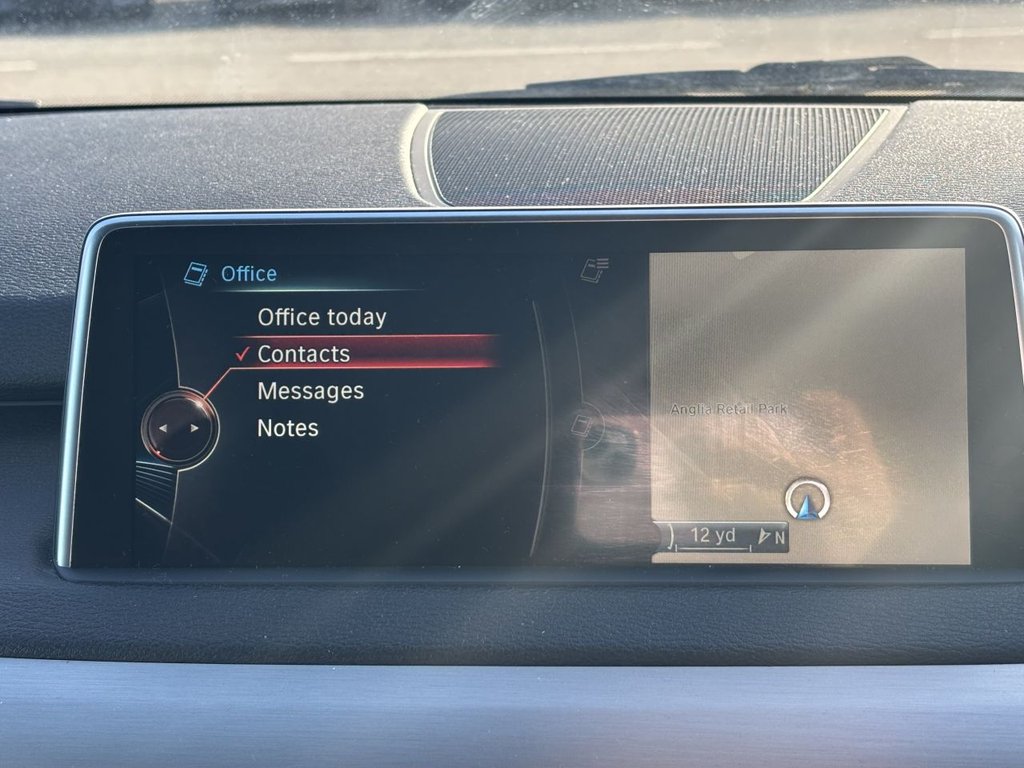 Office
Office today
Contacts
Messages
Notes
Anglia Retail Park
12 yd
N